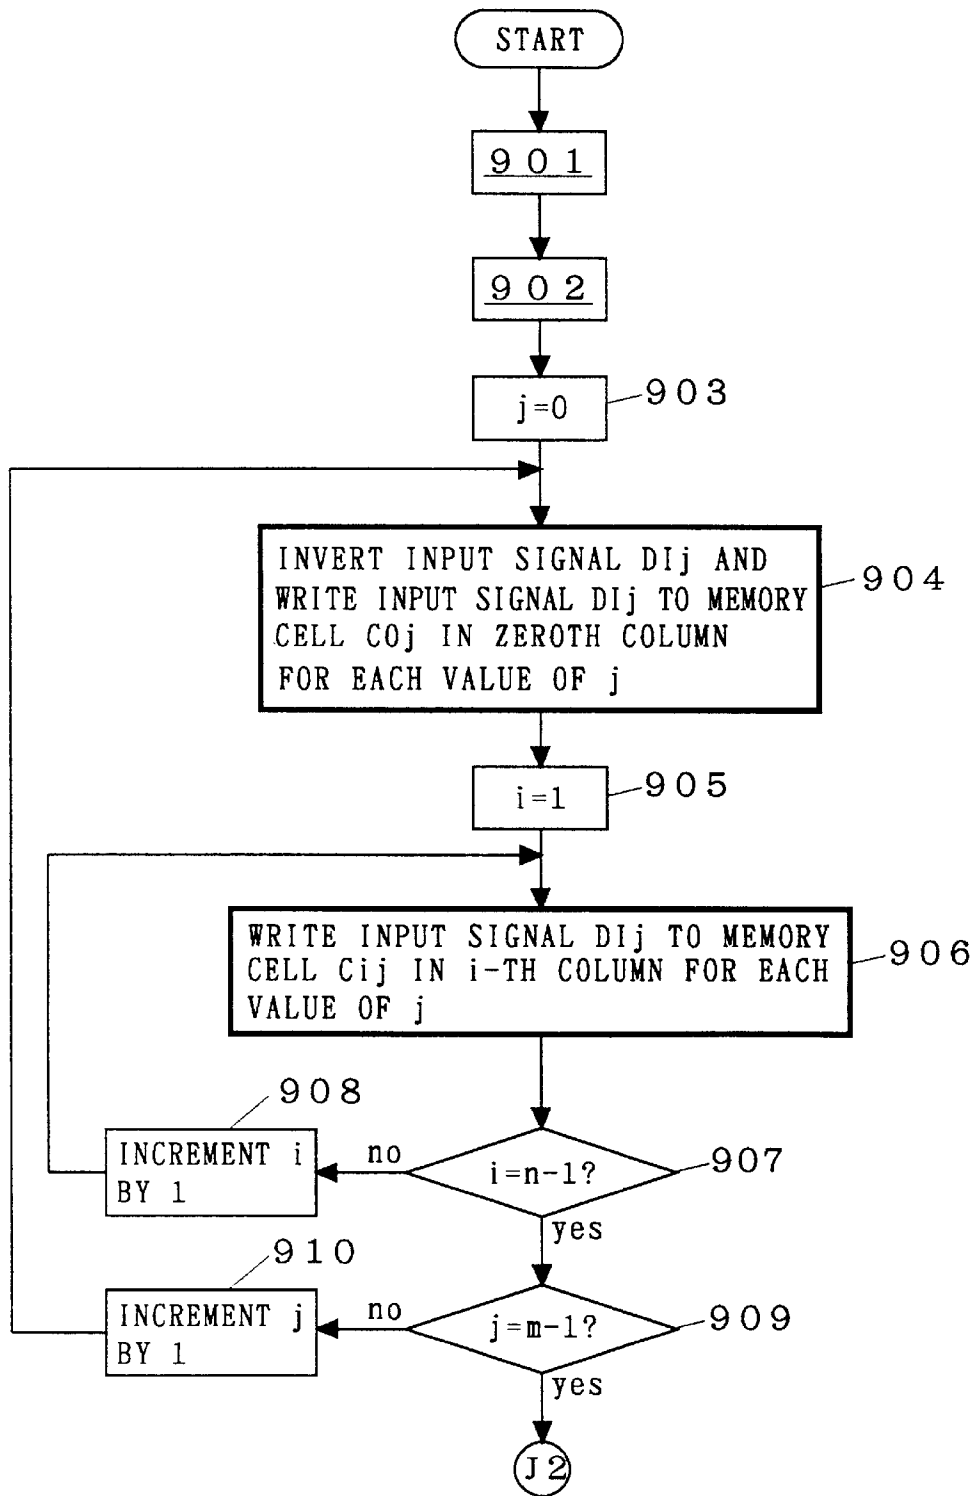 START
901
902
j=0
903
INVERT INPUT SIGNAL DIj AND
WRITE INPUT SIGNAL DIj TO MEMORY
CELL C0j IN ZEROTH COLUMN
FOR EACH VALUE OF j
904
i=1
905
WRITE INPUT SIGNAL DIj TO MEMORY
CELL Cij IN i-TH COLUMN FOR EACH
VALUE OF j
906
908
INCREMENT i
BY 1
no
i=n-1?
907
yes
910
INCREMENT j
BY 1
no
j=m-1?
909
yes
J2